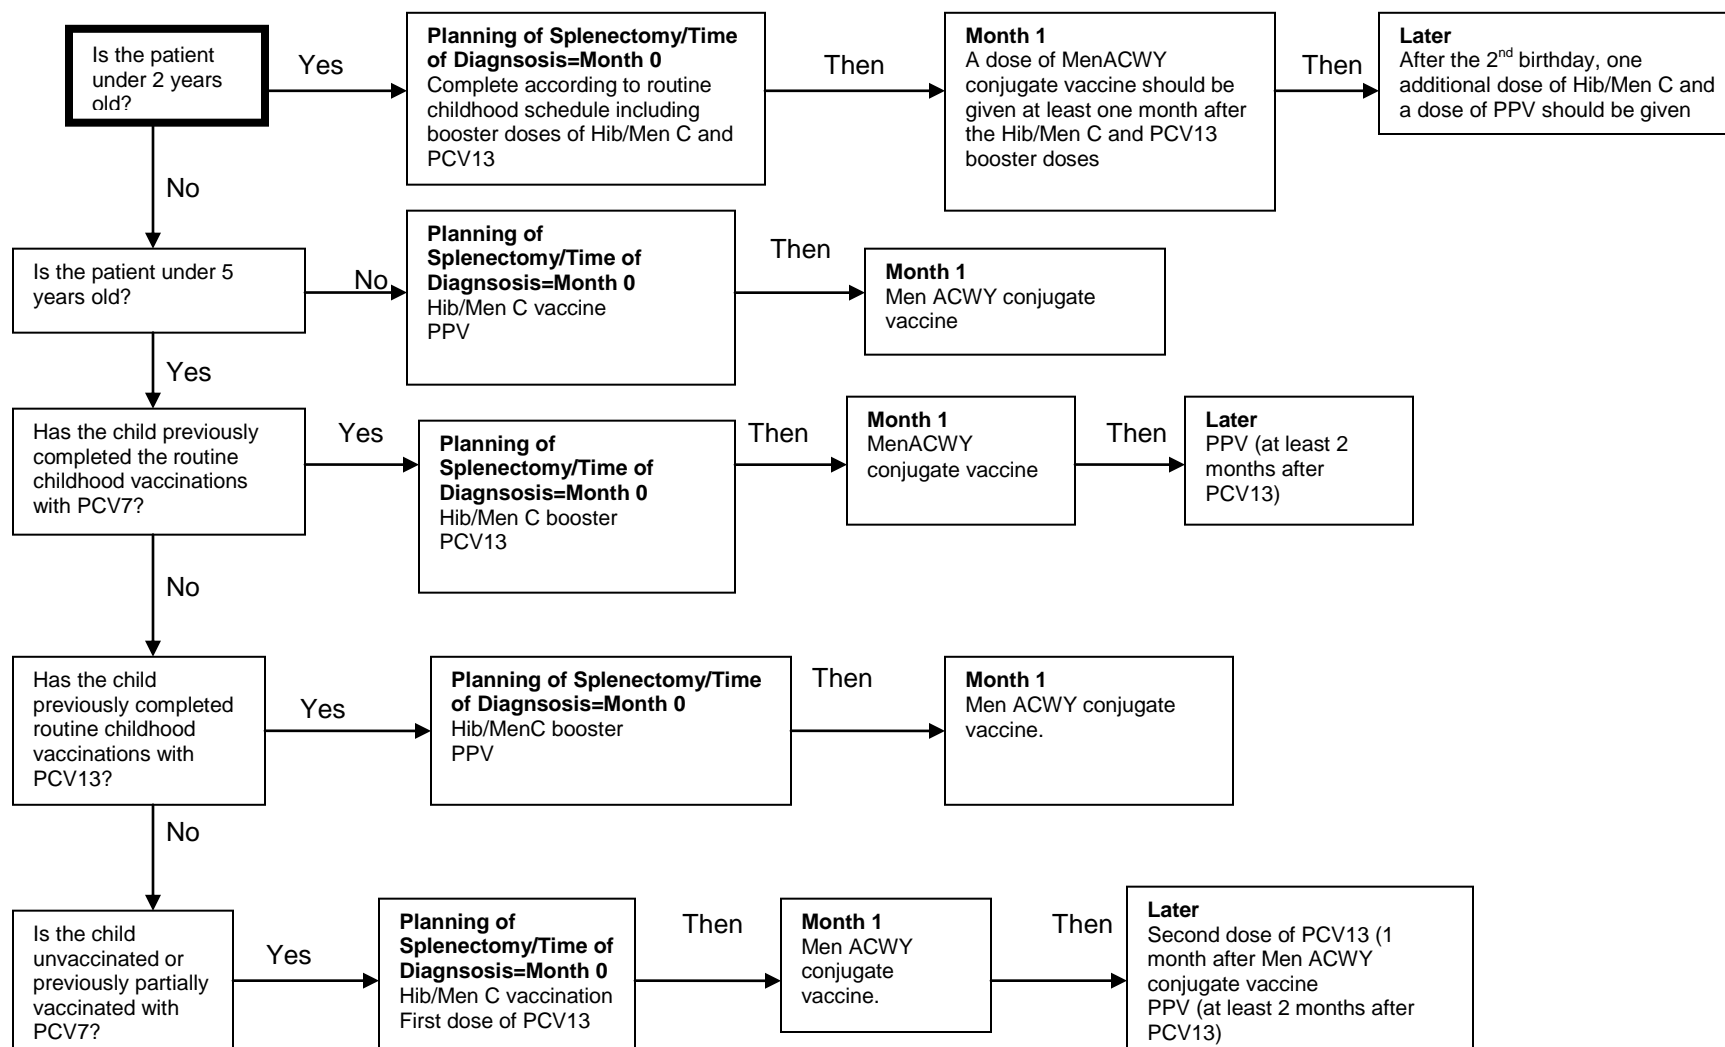 Is the patient
under 2 years
old?
Yes
Planning of Splenectomy/Time
of Diagnsosis=Month 0
Complete according to routine
childhood schedule including
booster doses of Hib/Men C and
PCV13
Then
Month 1
A dose of MenACWY
conjugate vaccine should be
given at least one month after
the Hib/Men C and PCV13
booster doses
Then
Later
After the 2nd birthday, one
additional dose of Hib/Men C and
a dose of PPV should be given
No
Is the patient under 5
years old?
No
Planning of
Splenectomy/Time of
Diagnsosis=Month 0
Hib/Men C vaccine
PPV
Then
Month 1
Men ACWY conjugate
vaccine
Yes
Has the child previously
completed the routine
childhood vaccinations
with PCV7?
Yes
Planning of
Splenectomy/Time of
Diagnsosis=Month 0
Hib/Men C booster
PCV13
Then
Month 1
MenACWY
conjugate vaccine
Then
Later
PPV (at least 2
months after
PCV13)
No
Has the child
previously completed
routine childhood
vaccinations with
PCV13?
Yes
Planning of Splenectomy/Time
of Diagnsosis=Month 0
Hib/MenC booster
PPV
Then
Month 1
Men ACWY conjugate
vaccine.
No
Is the child
unvaccinated or
previously partially
vaccinated with
PCV7?
Yes
Planning of
Splenectomy/Time of
Diagnsosis=Month 0
Hib/Men C vaccination
First dose of PCV13
Then
Month 1
Men ACWY
conjugate
vaccine.
Then
Later
Second dose of PCV13 (1
month after Men ACWY
conjugate vaccine
PPV (at least 2 months after
PCV13)